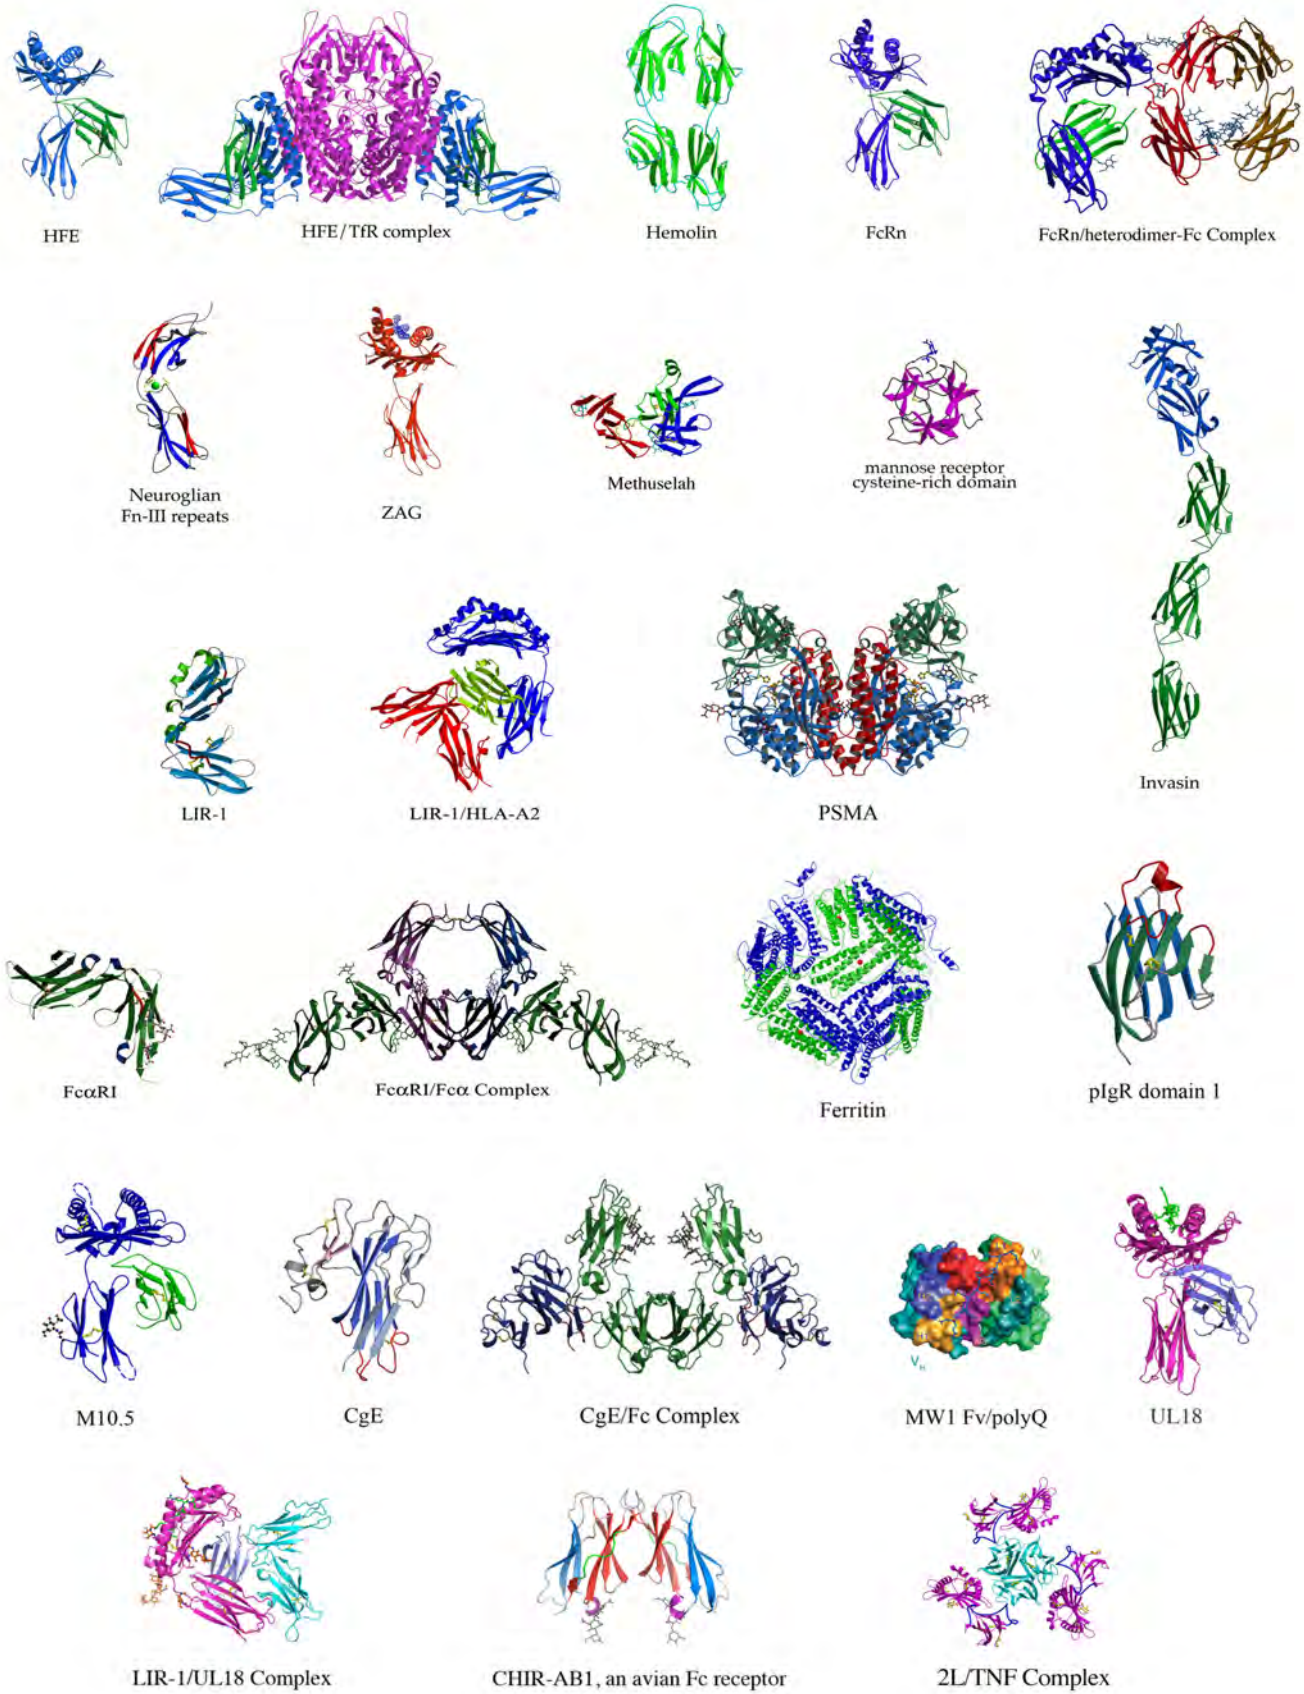 HFE
HFE/TfR complex
Hemolin
FcRn
FcRn/heterodimer-Fc Complex
Neuroglian
Fn-III repeats
ZAG
Methuselah
mannose receptor
cysteine-rich domain
Invasin
LIR-1
LIR-1/HLA-A2
PSMA
FcαRI
FcαRI/Fcα Complex
Ferritin
pIgR domain 1
M10.5
CgE
CgE/Fc Complex
V_H
MW1 Fv/polyQ
UL18
LIR-1/UL18 Complex
CHIR-AB1, an avian Fc receptor
2L/TNF Complex